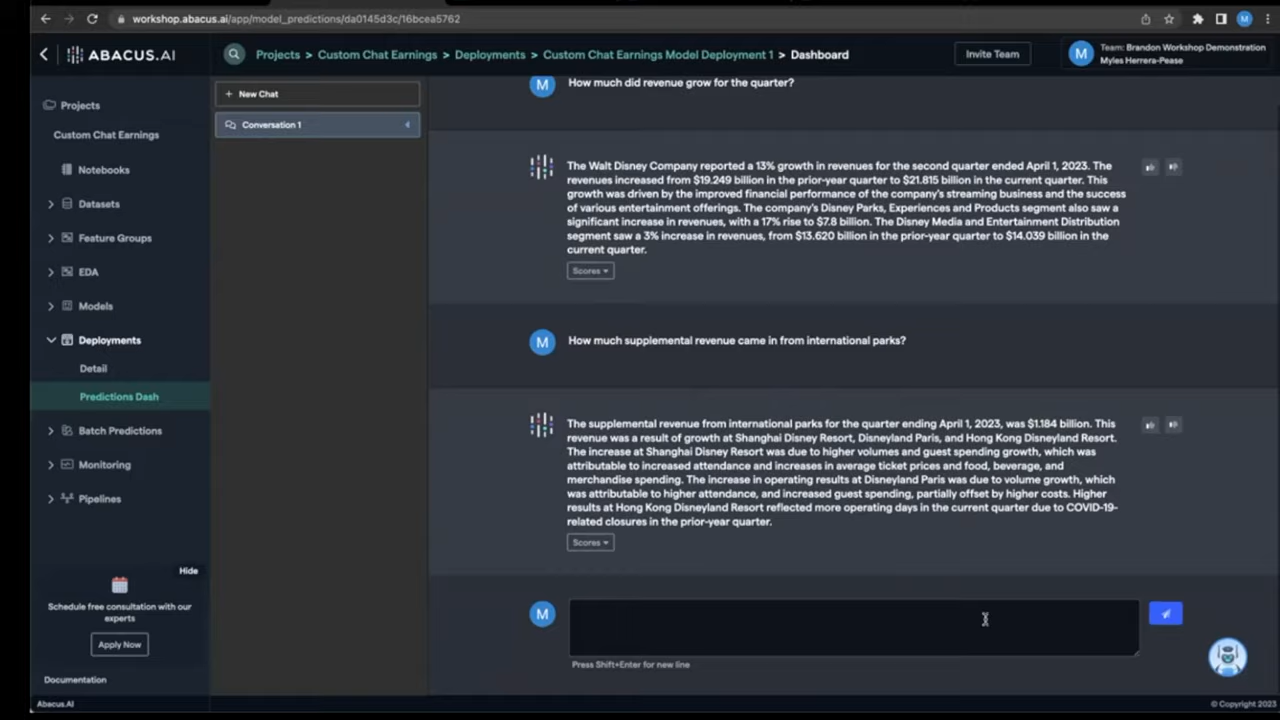 workshop.abacus.ai/app/model_predictions/da0145d3c/16bcea5762
M
ABACUS.AI
Projects > Custom Chat Earnings > Deployments > Custom Chat Earnings Model Deployment 1 > Dashboard
Invite Team
M
Team: Brandon Workshop Demonstration
Myles Herrera-Pease
Projects
Custom Chat Earnings
Notebooks
Datasets
Feature Groups
EDA
Models
Deployments
Detail
Predictions Dash
Batch Predictions
Monitoring
Pipelines
Hide
Schedule free consultation with our
experts
Apply Now
Documentation
Abacus.AI
+ New Chat
Conversation 1
M
How much did revenue grow for the quarter?
The Walt Disney Company reported a 13% growth in revenues for the second quarter ended April 1, 2023. The
revenues increased from $19.249 billion in the prior-year quarter to $21.815 billion in the current quarter. This
growth was driven by the improved financial performance of the company's streaming business and the success
of various entertainment offerings. The company's Disney Parks, Experiences and Products segment also saw a
significant increase in revenues, with a 17% rise to $7.8 billion. The Disney Media and Entertainment Distribution
segment saw a 3% increase in revenues, from $13.620 billion in the prior-year quarter to $14.039 billion in the
current quarter.
Scores
M
How much supplemental revenue came in from international parks?
The supplemental revenue from international parks for the quarter ending April 1, 2023, was $1.184 billion. This
revenue was a result of growth at Shanghai Disney Resort, Disneyland Paris, and Hong Kong Disneyland Resort.
The increase at Shanghai Disney Resort was due to higher volumes and guest spending growth, which was
attributable to increased attendance and increases in average ticket prices and food, beverage, and
merchandise spending. The increase in operating results at Disneyland Paris was due to volume growth, which
was attributable to higher attendance, and increased guest spending, partially offset by higher costs. Higher
results at Hong Kong Disneyland Resort reflected more operating days in the current quarter due to COVID-19-
related closures in the prior-year quarter.
Scores
M
Press Shift+Enter for new line
© Copyright 2023